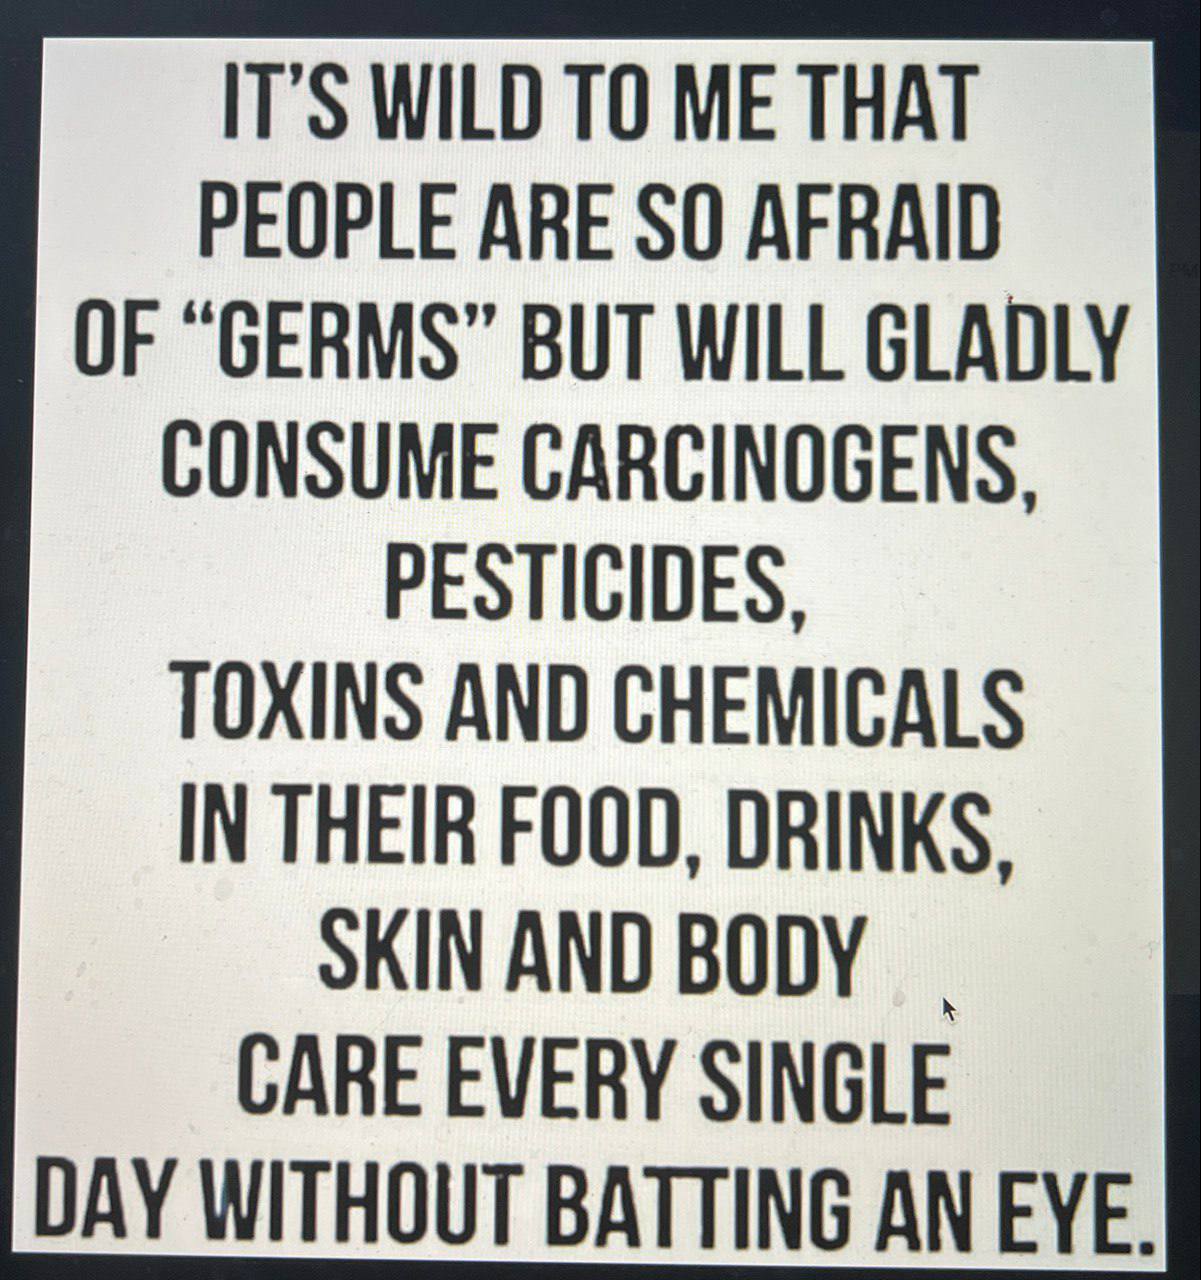 IT'S WILD TO ME THAT
PEOPLE ARE SO AFRAID
OF “GERMS” BUT WILL GLADLY
CONSUME CARCINOGENS,
PESTICIDES,
TOXINS AND CHEMICALS
IN THEIR FOOD, DRINKS,
SKIN AND BODY
CARE EVERY SINGLE
DAY WITHOUT BATTING AN EYE.